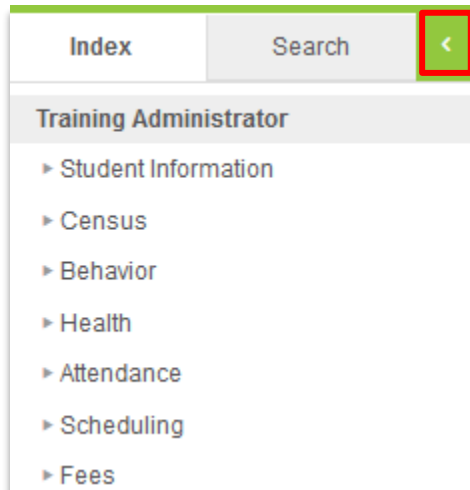 Index Search
Training Administrator
Student Information
Census
Behavior
Health
Attendance
Scheduling
Fees